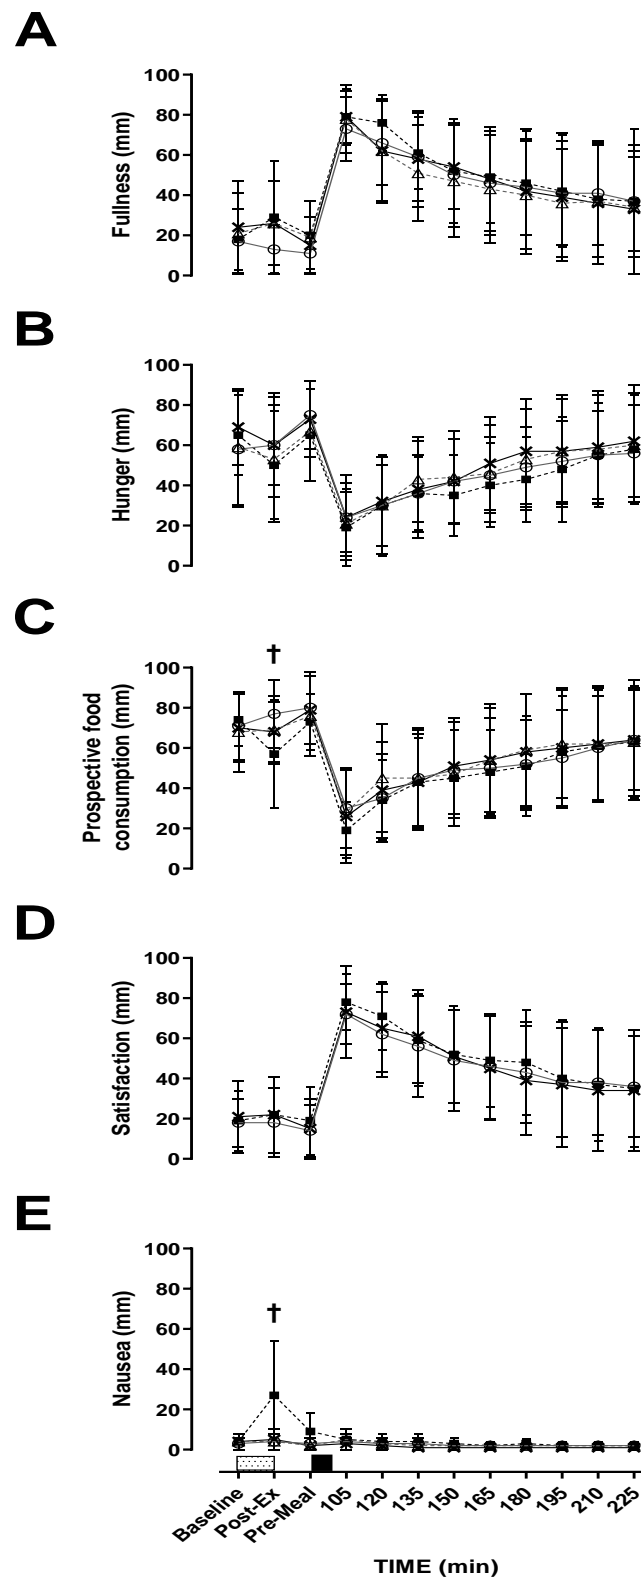 A
100
80
60
40
20
0
Fullness (mm)
B
100
80
60
40
20
0
Hunger (mm)
C
†
100
80
60
40
20
0
Prospective food
consumption (mm)
D
100
80
60
40
20
0
Satisfaction (mm)
E
100
80
60
40
20
0
Nausea (mm)
†
Baseline
Post-Ex
Pre-Meal
105
120
135
150
165
180
195
210
225
TIME (min)